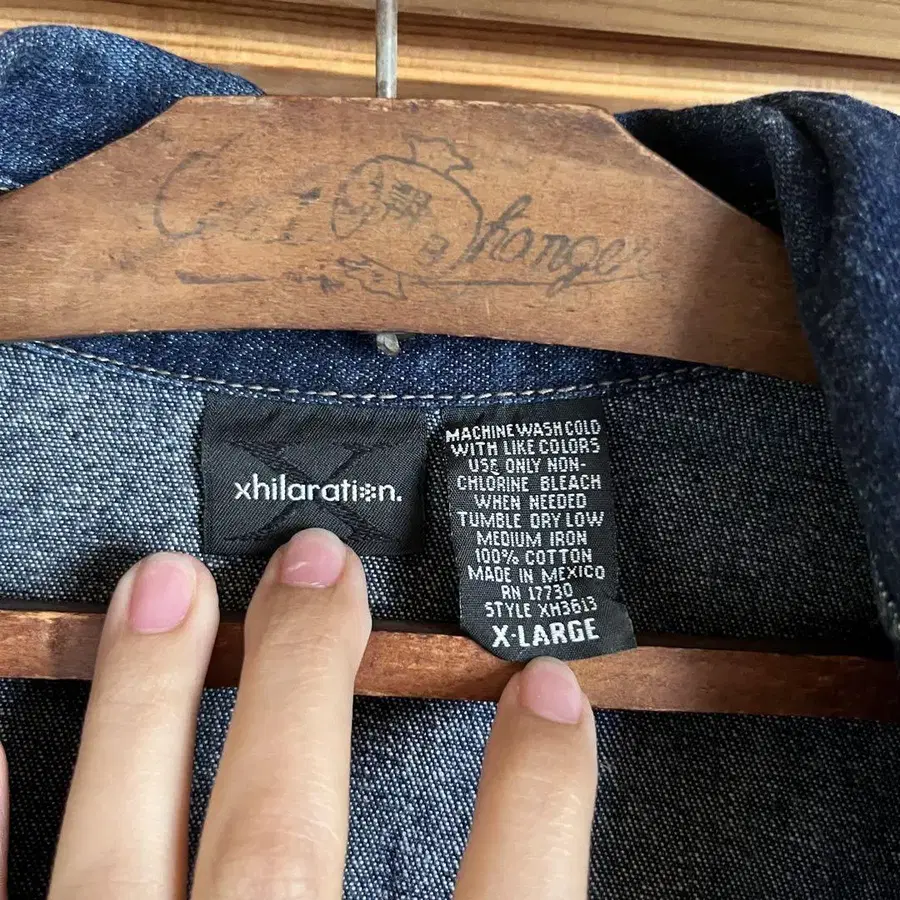 hanger
xhilaration.
MACHINE WASH COLD
WITH LIKE COLORS
USE ONLY NON-
CHLORINE BLEACH
WHEN NEEDED
TUMBLE DRY LOW
MEDIUM IRON
100% COTTON
MADE IN MEXICO
RN 17730
STYLE XH3613
X-LARGE